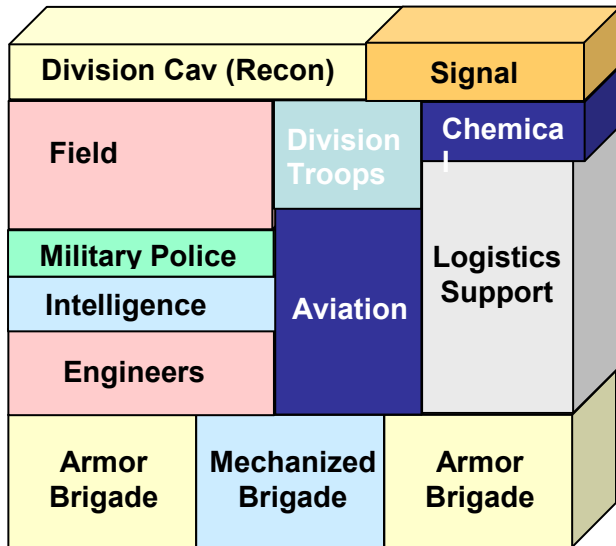 Division Cav (Recon)
Signal
Field
Division
Troops
Chemica
l
Military Police
Intelligence
Engineers
Aviation
Logistics
Support
Armor
Brigade
Mechanized
Brigade
Armor
Brigade